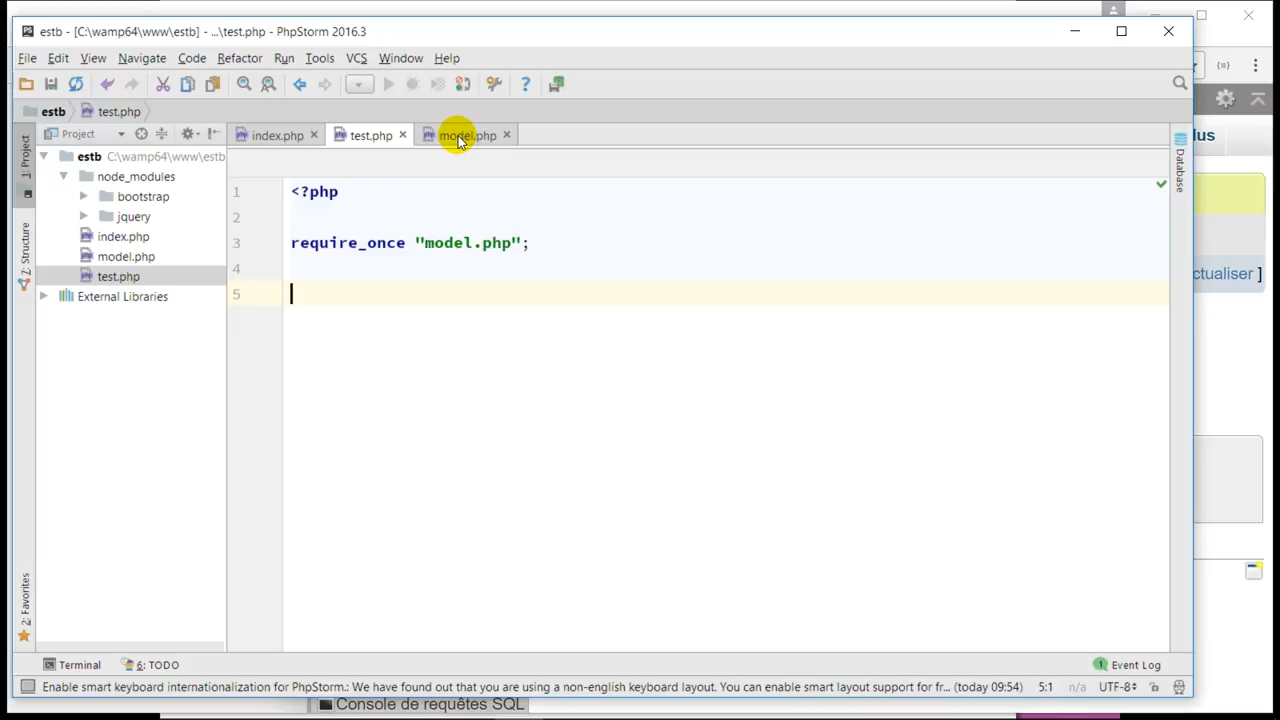 estb - [C:\wamp64\www\estb] - ...\test.php - PhpStorm 2016.3
File Edit View Navigate Code Refactor Run Tools VCS Window Help
estb test.php
Project index.php test.php model.php
1: Project
estb C:\wamp64\www\estb
node_modules
bootstrap
jquery
index.php
model.php
test.php
External Libraries
1 <?php
2
3 require_once "model.php";
4
5
Z: Structure
2: Favorites
Database
lus
ctualiser ]
Terminal 6: TODO 1 Event Log
Enable smart keyboard internationalization for PhpStorm.: We have found out that you are using a non-english keyboard layout. You can enable smart layout support for fr... (today 09:54) 5:1 n/a UTF-8
Console de requêtes SQL